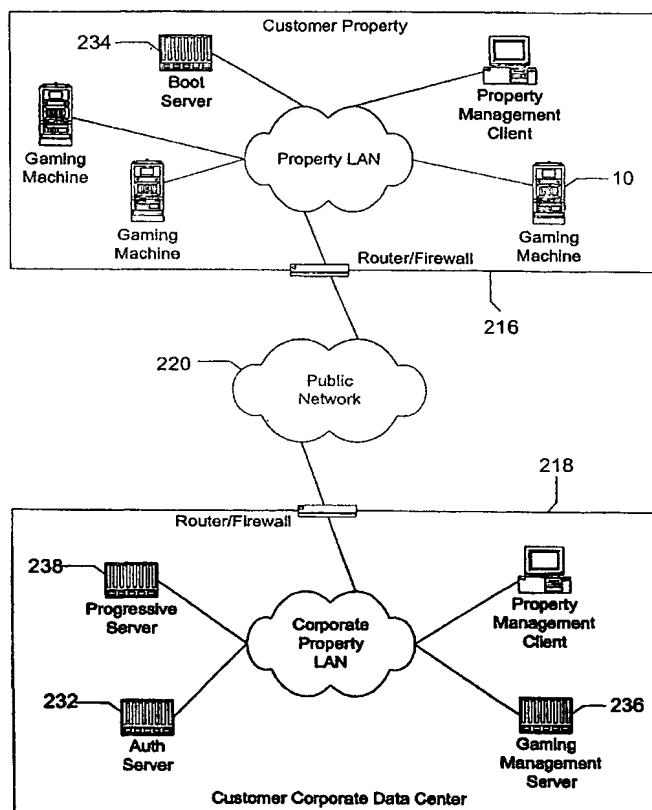 Customer Property
234
Boot
Server
Property
Management
Client
Gaming
Machine
Property LAN
10
Gaming
Machine
Gaming
Machine
Router/Firewall
216
220
Public
Network
218
Router/Firewall
238
Progressive
Server
Corporate
Property
LAN
Property
Management
Client
232
Auth
Server
236
Gaming
Management
Server
Customer Corporate Data Center